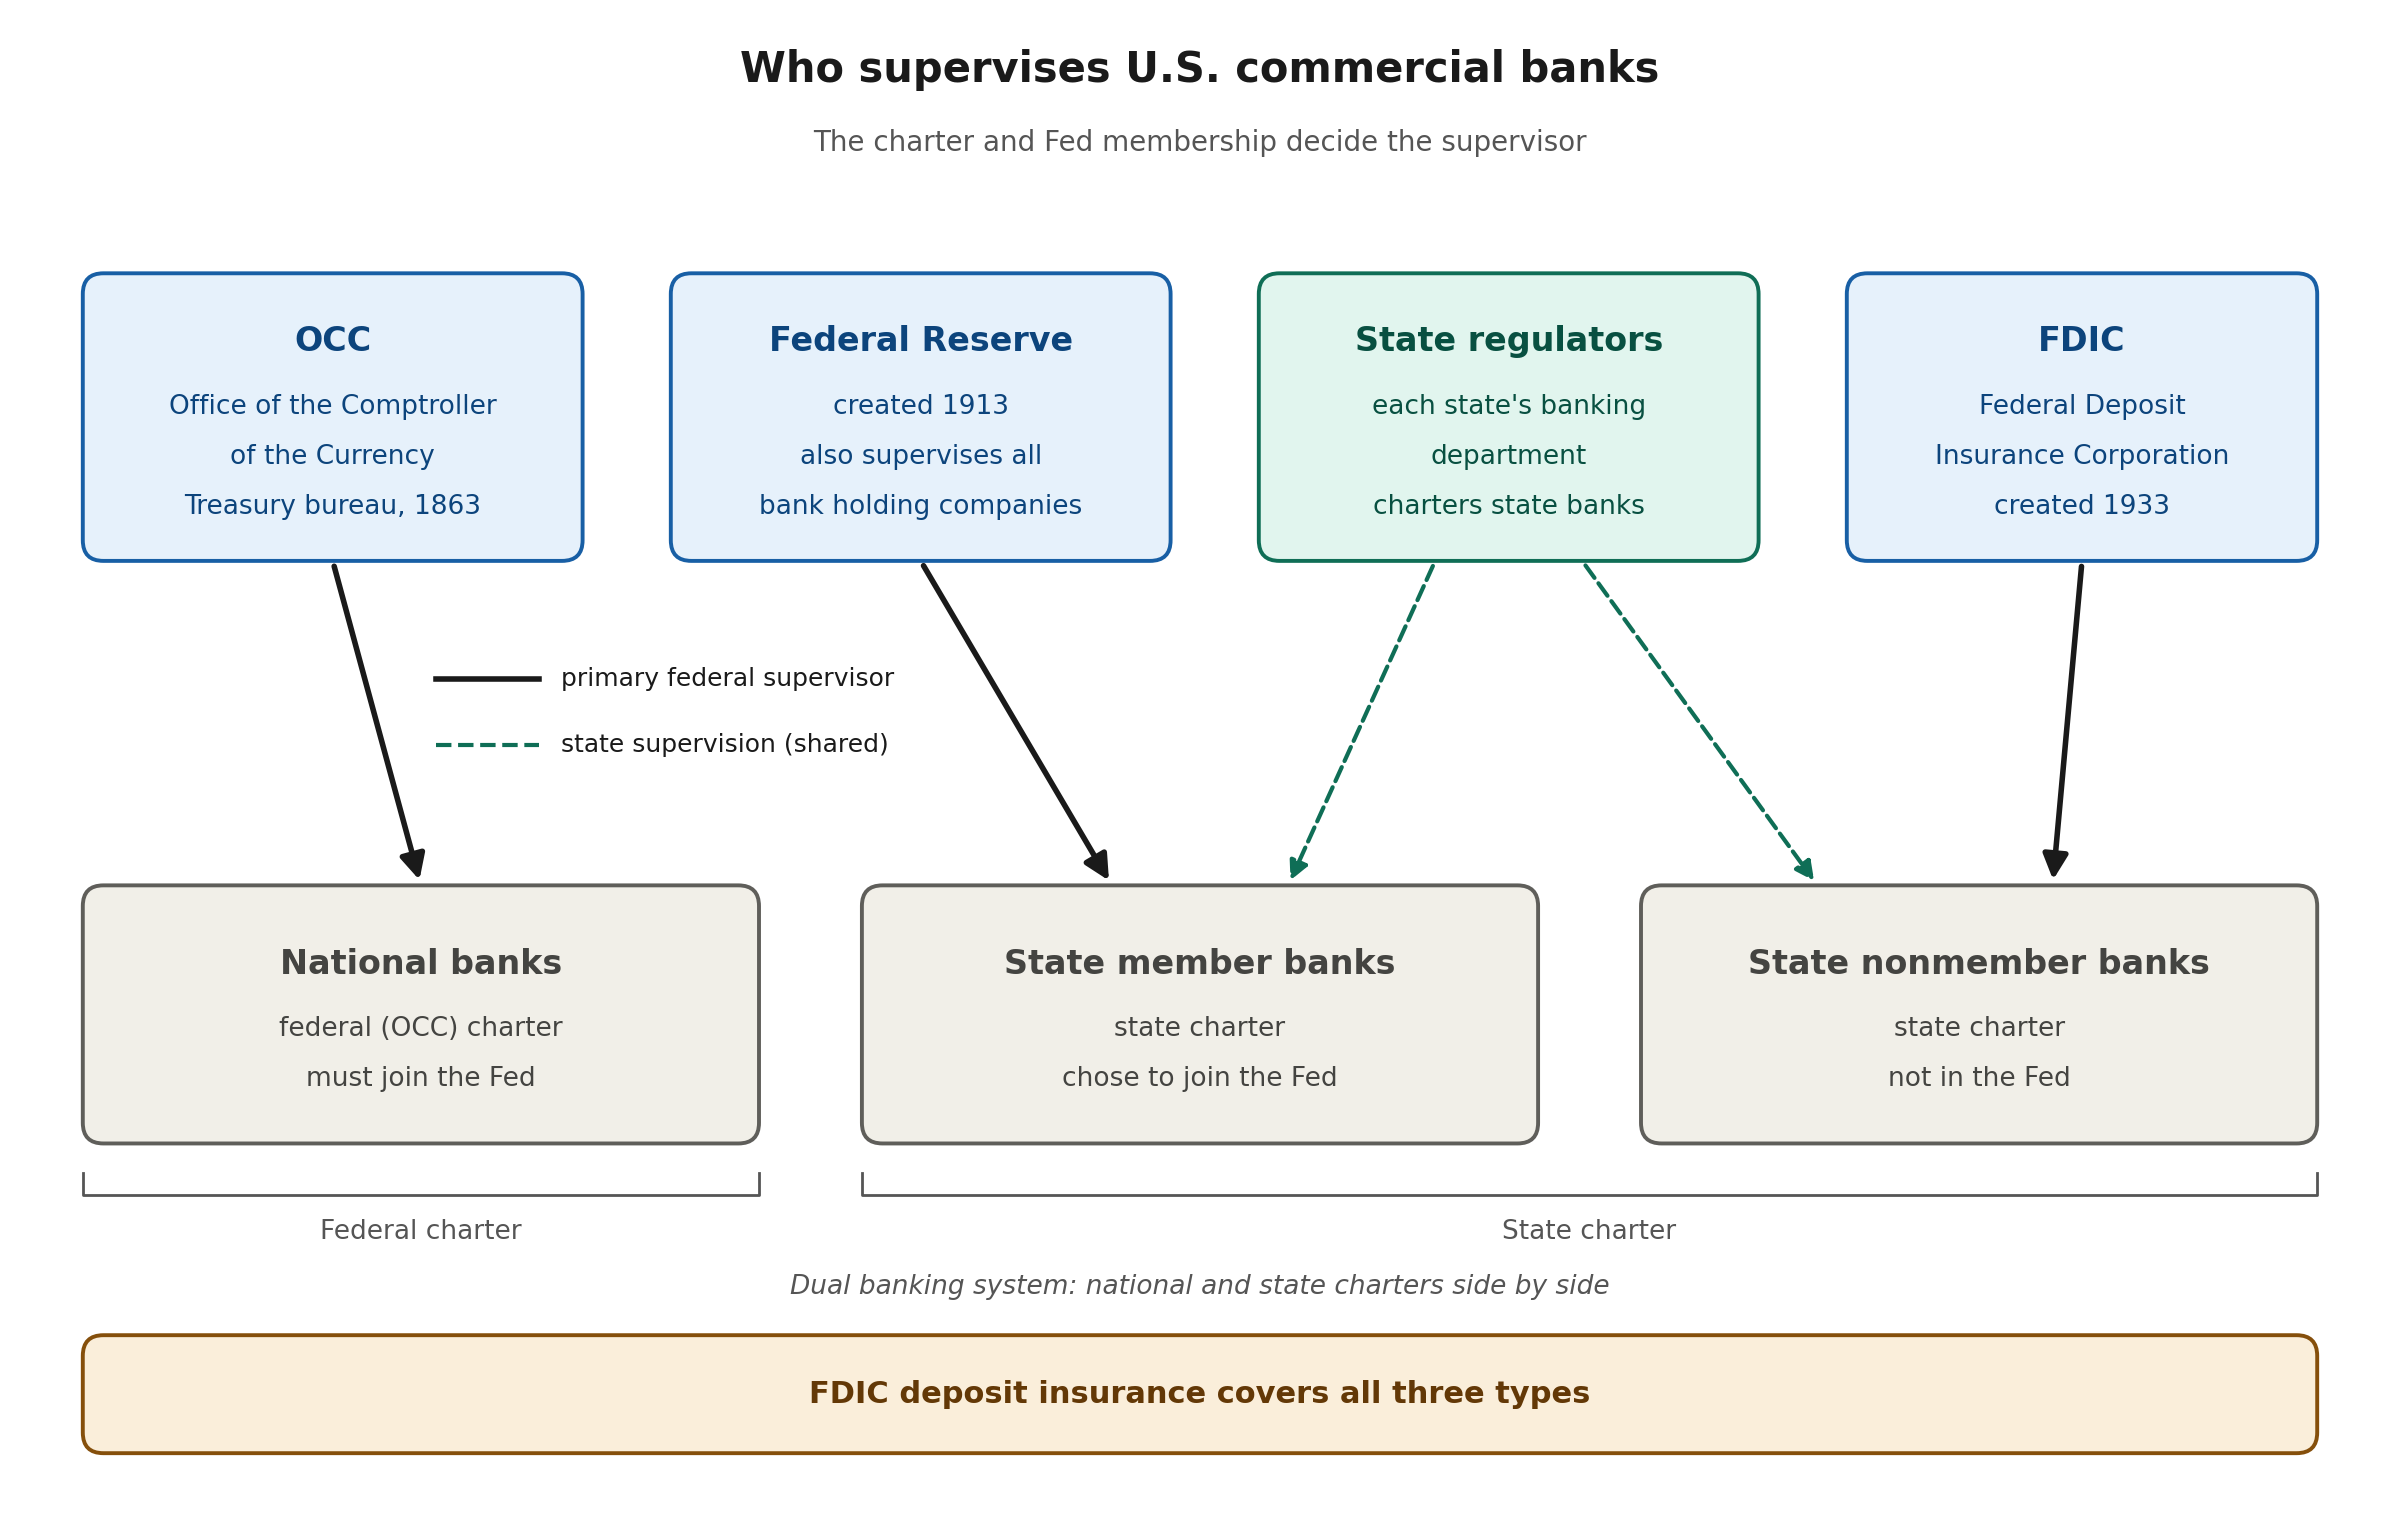 Who supervises U.S. commercial banks
The charter and Fed membership decide the supervisor
OCC
Office of the Comptroller
of the Currency
Treasury bureau, 1863
Federal Reserve
created 1913
also supervises all
bank holding companies
State regulators
each state's banking
department
charters state banks
FDIC
Federal Deposit
Insurance Corporation
created 1933
primary federal supervisor
state supervision (shared)
National banks
federal (OCC) charter
must join the Fed
State member banks
state charter
chose to join the Fed
State nonmember banks
state charter
not in the Fed
Federal charter
State charter
Dual banking system: national and state charters side by side
FDIC deposit insurance covers all three types